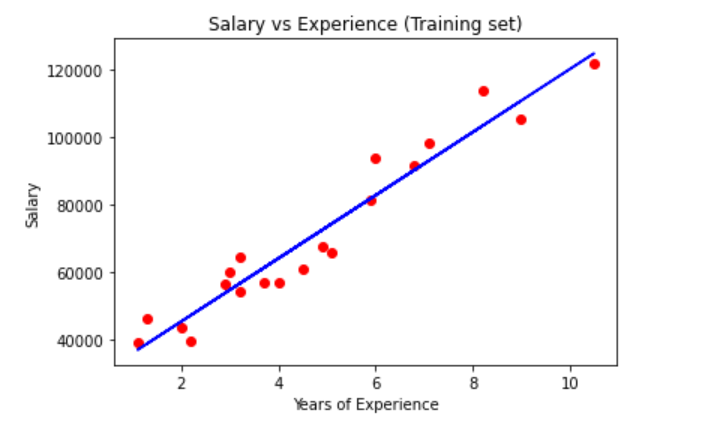 Salary vs Experience (Training set)
120000
100000
80000
60000
40000
Salary
2 4 6 8 10
Years of Experience